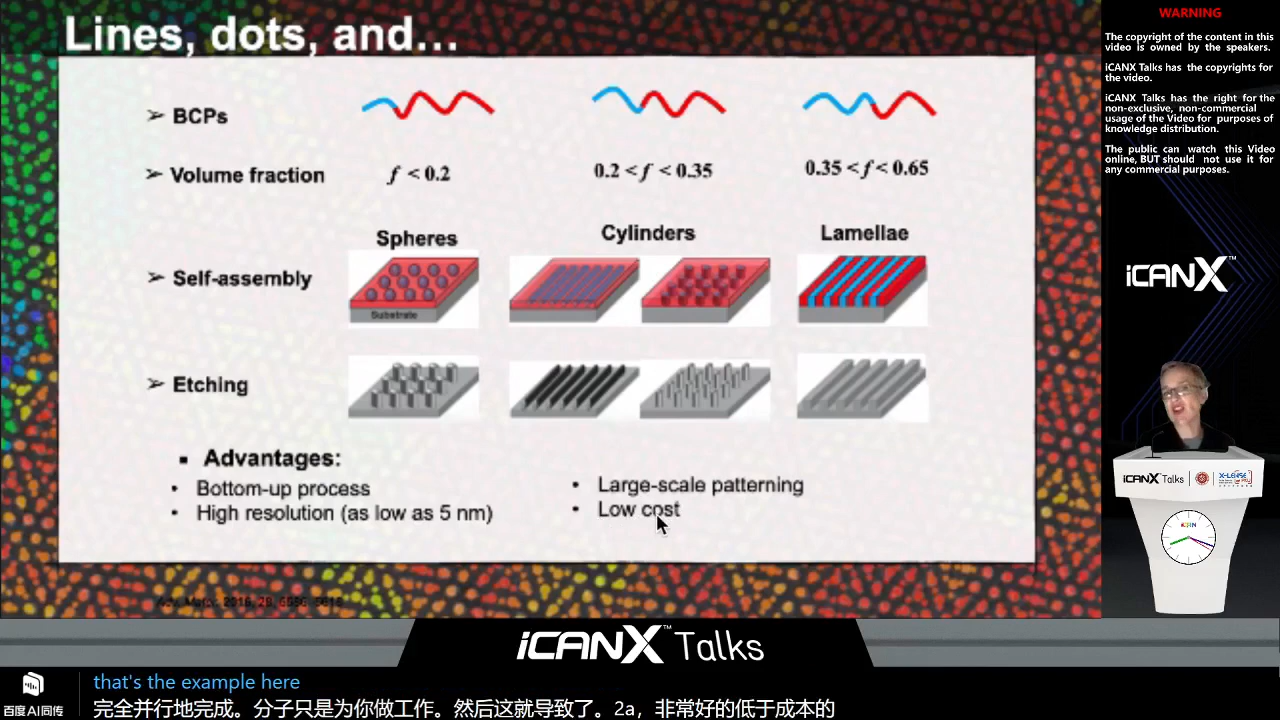 Lines, dots, and…
➢ BCPs
➢ Volume fraction
f < 0.2
0.2 < f < 0.35
0.35 < f < 0.65
Spheres
Cylinders
Lamellae
➢ Self-assembly
Substrate
➢ Etching
▪ Advantages:
• Bottom-up process
• High resolution (as low as 5 nm)
• Large-scale patterning
• Low cost
WARNING
The copyright of the content in this
video is owned by the speakers.
iCANX Talks has the copyrights for
the video.
iCANX Talks has the right for the
non-exclusive, non-commercial
usage of the Video for purposes of
knowledge distribution.
The public can watch this Video
online, BUT should not use it for
any commercial purposes.
iCANX™
iCANX Talks
iCANX™ Talks
百度AI同传
that's the example here
完全并行地完成。分子只是为你做工作。然后这就导致了。2a，非常好的低于成本的